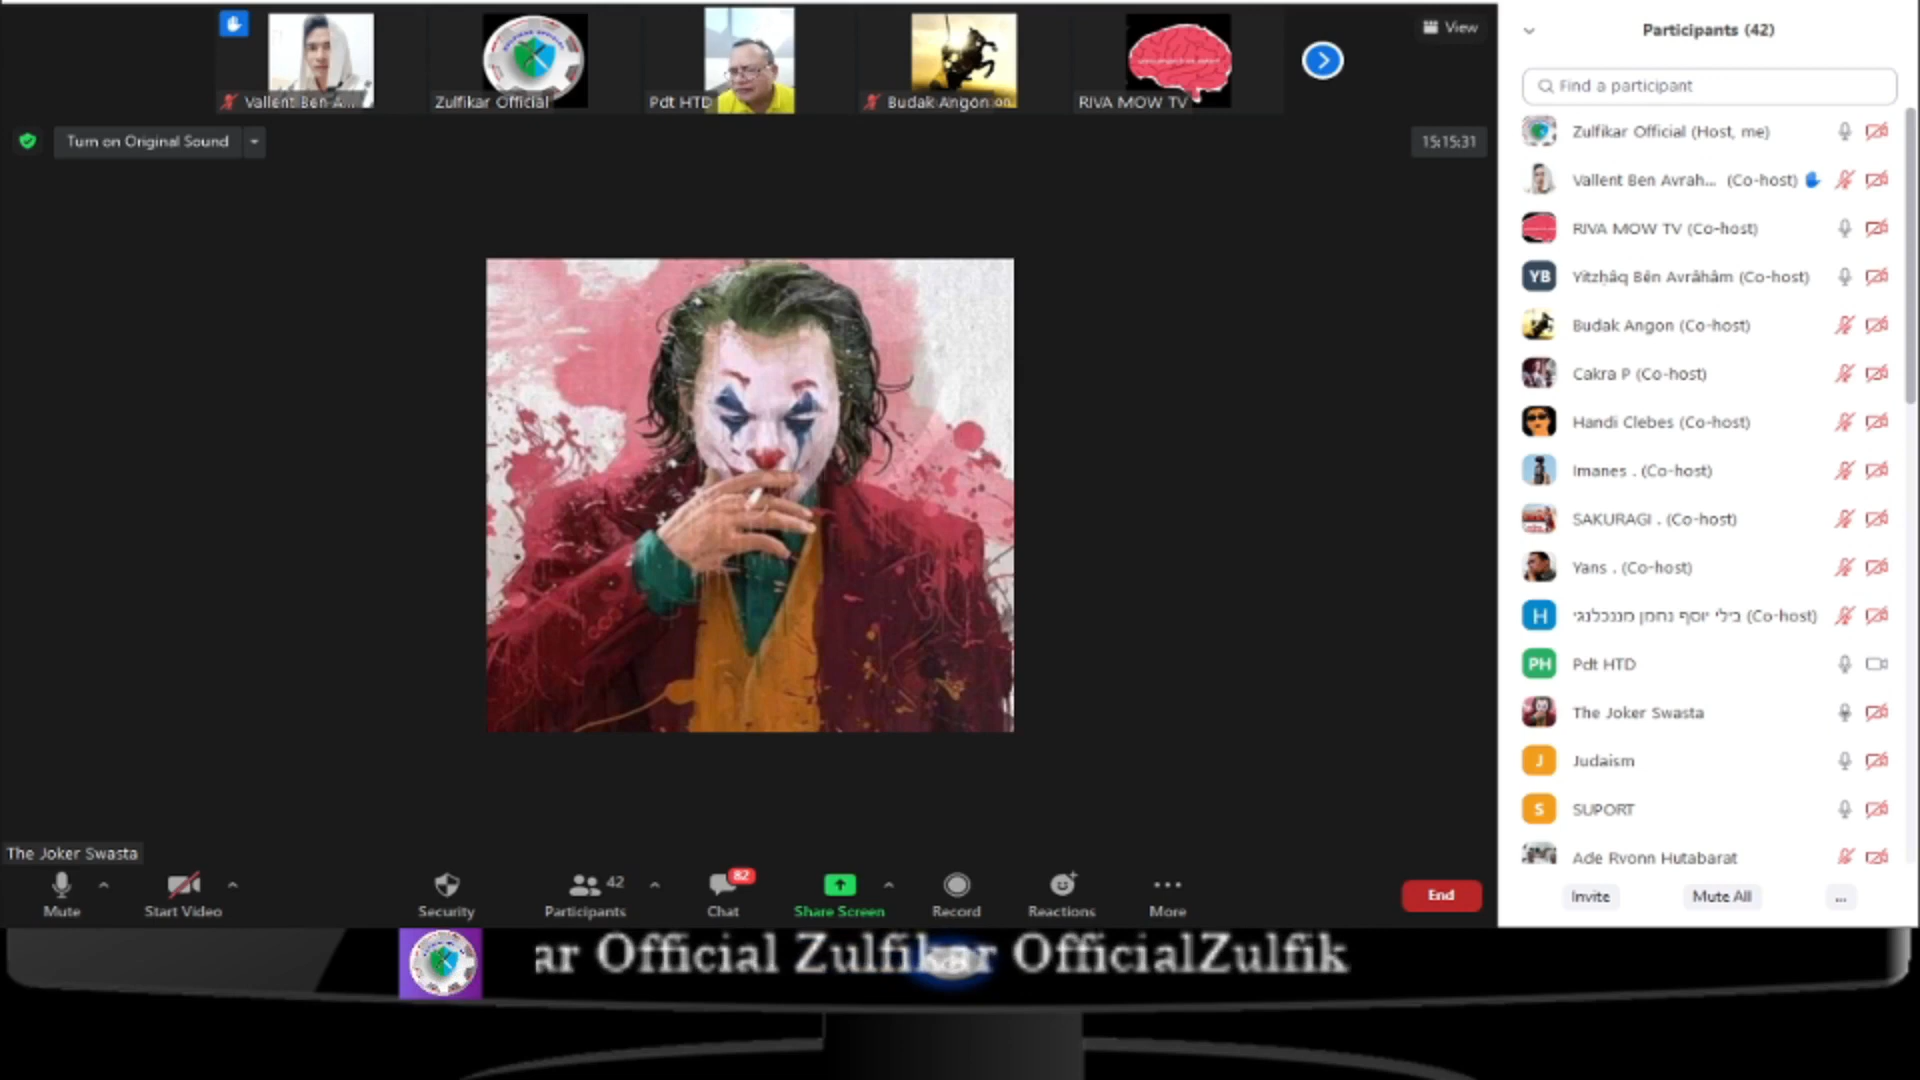 Vallent Ben A...
Zulfikar Official
Pdt HTD
Budak Angon on
RIVA MOW TV
View
Turn on Original Sound
15:15:31
The Joker Swasta
Mute
Start Video
Security
42
Participants
82
Chat
Share Screen
Record
Reactions
More
End
Participants (42)
Find a participant
Zulfikar Official (Host, me)
Vallent Ben Avrah... (Co-host)
RIVA MOW TV (Co-host)
YB Yitzhâq Bên Avrâhâm (Co-host)
Budak Angon (Co-host)
Cakra P (Co-host)
Handi Clebes (Co-host)
Imanes . (Co-host)
SAKURAGI . (Co-host)
Yans . (Co-host)
H בילי יוסף נחמן מננכלנגי (Co-host)
PH Pdt HTD
The Joker Swasta
J Judaism
S SUPORT
Ade Rvonn Hutabarat
Invite
Mute All
...
ar Official Zulfikar OfficialZulfik